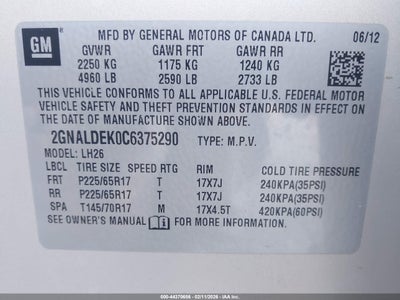 GM
MFD BY GENERAL MOTORS OF CANADA LTD. 06/12
GVWR GAWR FRT GAWR RR
2250 KG 1175 KG 1240 KG
4960 LB 2590 LB 2733 LB
THIS VEHICLE CONFORMS TO ALL APPLICABLE U.S. FEDERAL MOTOR
VEHICLE SAFETY AND THEFT PREVENTION STANDARDS IN EFFECT ON
THE DATE OF MANUFACTURE SHOWN ABOVE.
2GNALDEK0C6375290 TYPE: M.P.V.
MODEL: LH26
LBCL TIRE SIZE SPEED RTG RIM COLD TIRE PRESSURE
FRT P225/65R17 T 17X7J 240KPA(35PSI)
RR P225/65R17 T 17X7J 240KPA(35PSI)
SPA T145/70R17 M 17X4.5T 420KPA(60PSI)
SEE OWNER'S MANUAL FOR MORE INFORMATION.